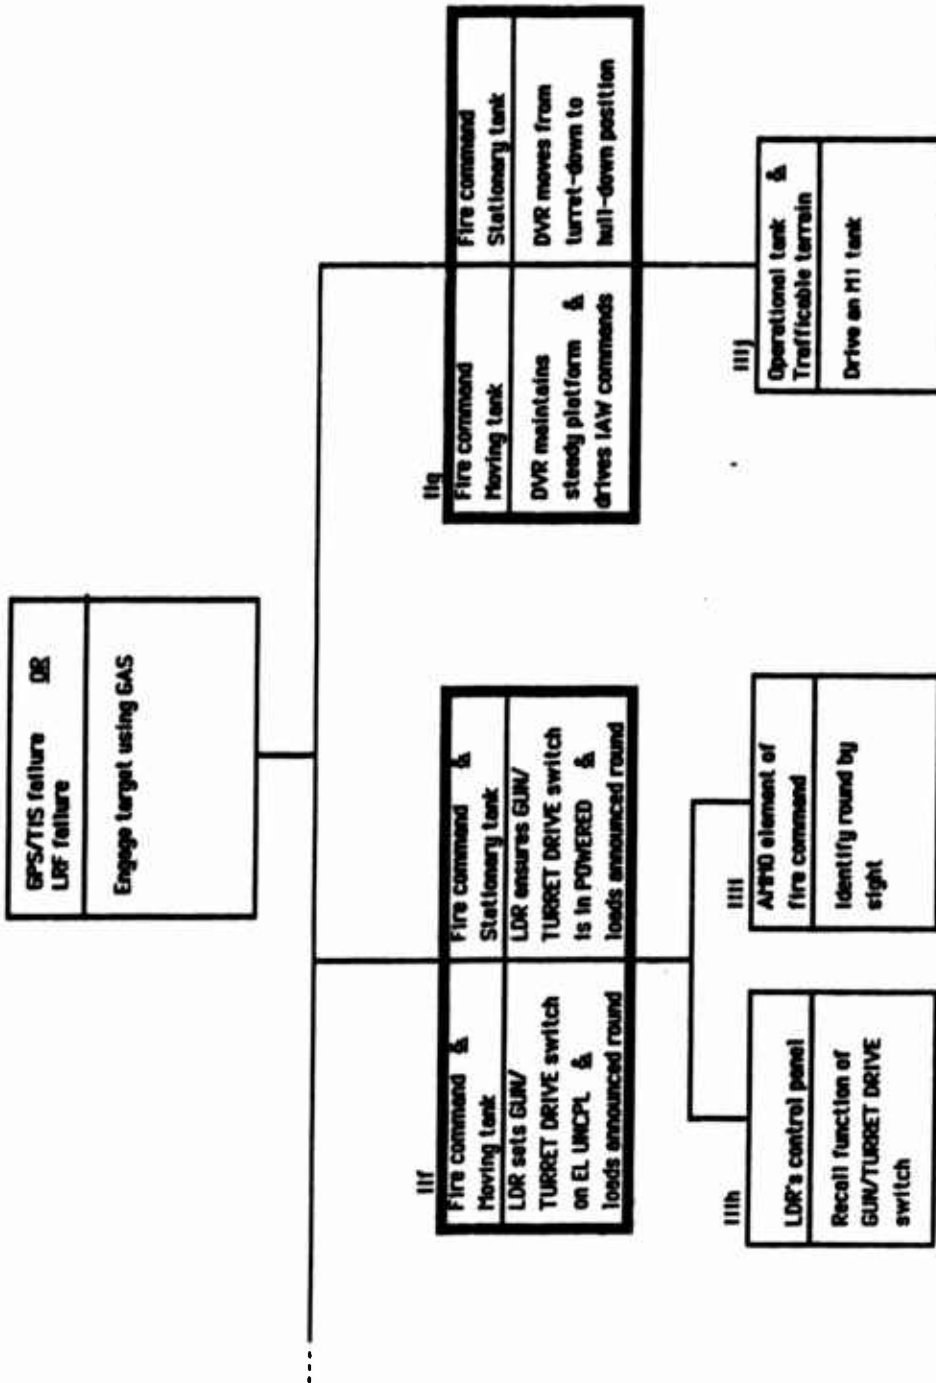 GPS/TIS failure OR
LRF failure
Engage target using GAS
IIf
Fire command &
Moving tank
LDR sets GUN/
TURRET DRIVE switch
on EL UNCPL &
loads announced round
Fire command &
Stationary tank
LDR ensures GUN/
TURRET DRIVE switch
is in POWERED &
loads announced round
IIg
Fire command
Moving tank
DVR maintains
steady platform &
drives IAW commands
Fire command
Stationary tank
DVR moves from
turret-down to
hull-down position
IIIh
LDR's control panel
Recall function of
GUN/TURRET DRIVE
switch
IIIi
AMMO element of
fire command
Identify round by
sight
IIIj
Operational tank &
Trafficable terrain
Drive an M1 tank